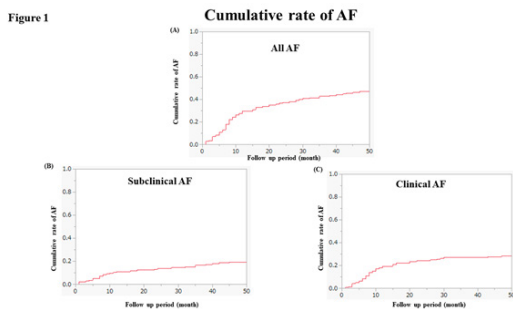 Figure 1
Cumulative rate of AF
(A)
All AF
Cumulative rate of AF
1.0
0.8
0.6
0.4
0.2
0.0
0 10 20 30 40 50
Follow up period (month)
(B)
Subclinical AF
Cumulative rate of AF
1.0
0.8
0.6
0.4
0.2
0.0
0 10 20 30 40 50
Follow up period (month)
(C)
Clinical AF
Cumulative rate of AF
1.0
0.8
0.6
0.4
0.2
0.0
0 10 20 30 40 50
Follow up period (month)